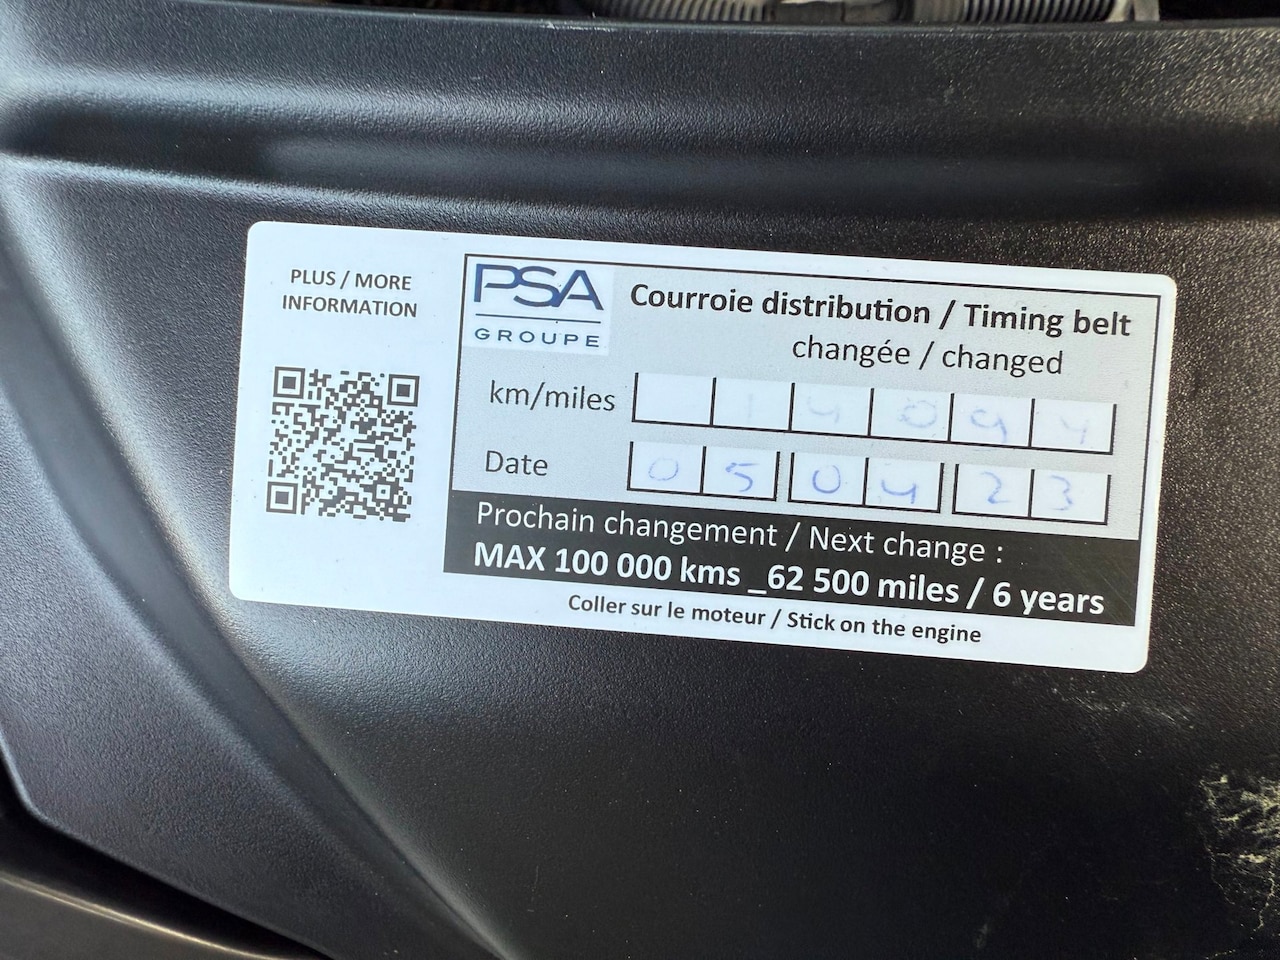 PLUS / MORE
INFORMATION
PSA
GROUPE
Courroie distribution / Timing belt
changée / changed
km/miles 1 4 0 9 4
Date 0 5 0 4 2 3
Prochain changement / Next change :
MAX 100 000 kms _62 500 miles / 6 years
Coller sur le moteur / Stick on the engine